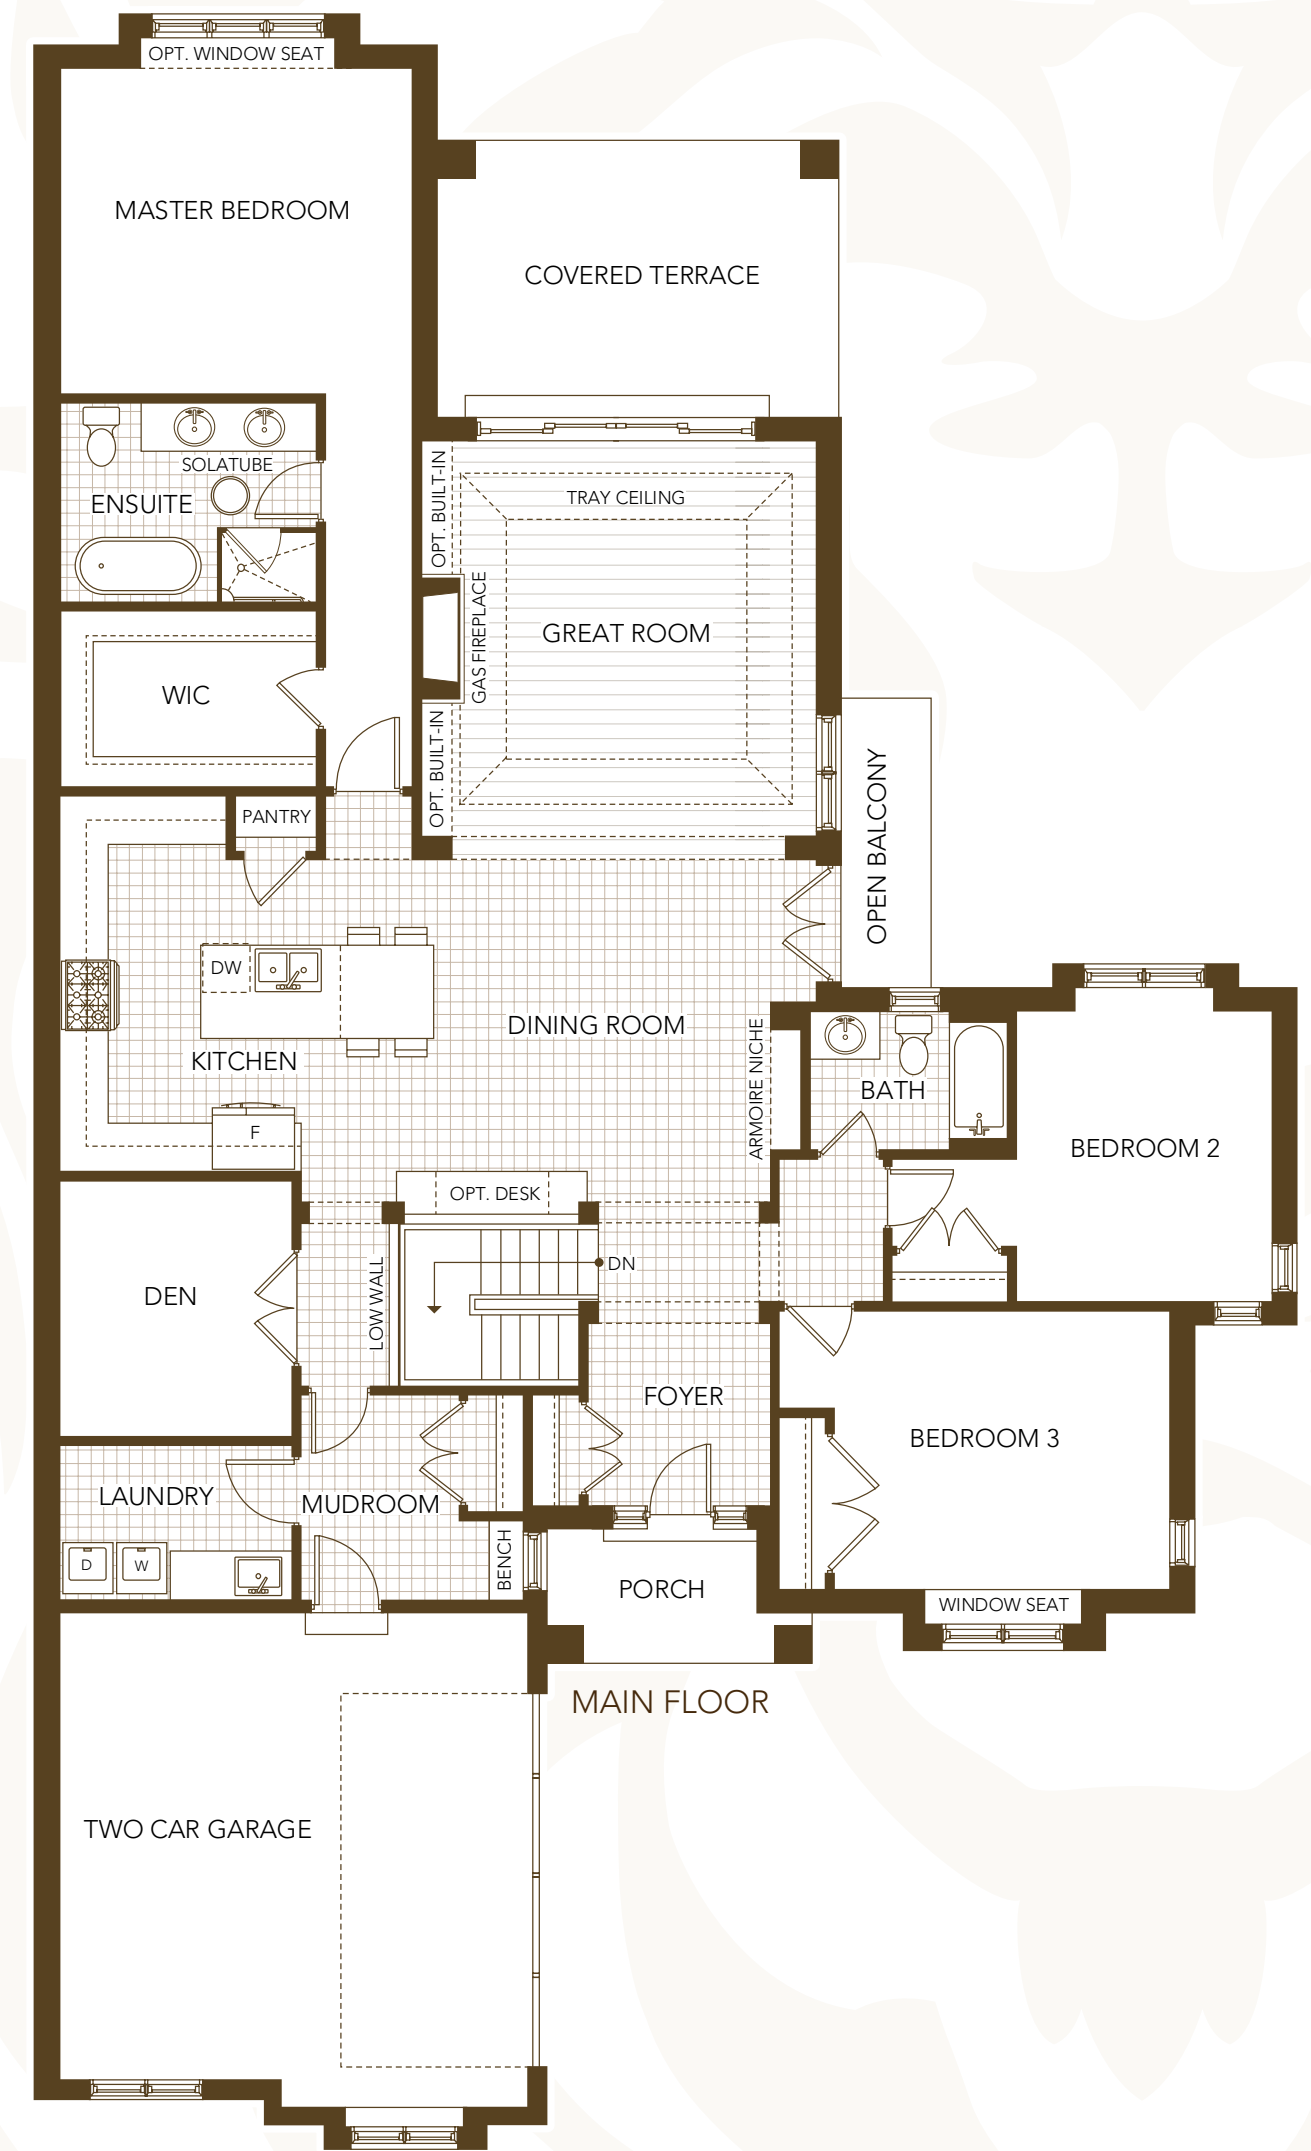 OPT. WINDOW SEAT
MASTER BEDROOM
COVERED TERRACE
SOLATUBE
ENSUITE
OPT. BUILT-IN
TRAY CEILING
GAS FIREPLACE
GREAT ROOM
WIC
OPT. BUILT-IN
PANTRY
OPEN BALCONY
DW
DINING ROOM
KITCHEN
ARMOIRE NICHE
BATH
F
BEDROOM 2
OPT. DESK
DN
DEN
LOW WALL
FOYER
BEDROOM 3
LAUNDRY
MUDROOM
D
W
BENCH
PORCH
WINDOW SEAT
MAIN FLOOR
TWO CAR GARAGE